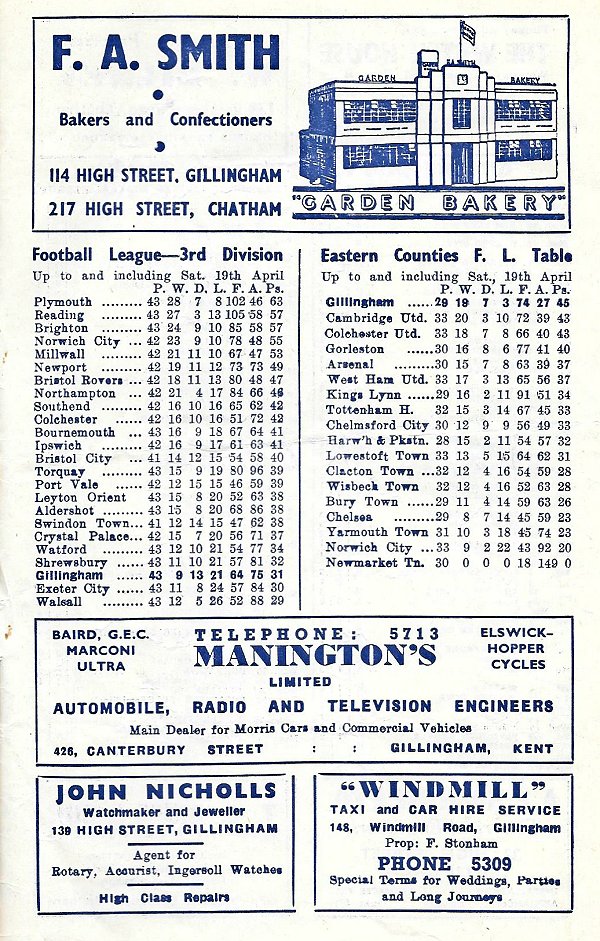 F. A. SMITH
Bakers and Confectioners
114 HIGH STREET, GILLINGHAM
217 HIGH STREET, CHATHAM
GARDEN
F.A. SMITH
BAKERY
"GARDEN BAKERY"
Football League—3rd Division
Up to and including Sat. 19th April
P. W. D. L. F. A. Ps.
Plymouth ......... 43 28 7 8 102 46 63
Reading ......... 43 27 3 13 105 58 57
Brighton ......... 43 24 9 10 85 58 57
Norwich City ... 42 23 9 10 78 48 55
Millwall ......... 42 21 11 10 67 47 53
Newport ......... 42 19 11 12 73 73 49
Bristol Rovers ... 42 18 11 13 80 48 47
Northampton ... 42 21 4 17 84 66 46
Southend ......... 42 16 10 16 65 62 42
Colchester ...... 42 16 10 16 51 72 42
Bournemouth ... 43 16 9 18 67 64 41
Ipswich ......... 42 16 9 17 61 63 41
Bristol City ... 41 14 12 15 54 58 40
Torquay ......... 43 15 9 19 80 96 39
Port Vale ...... 42 12 15 15 46 59 39
Leyton Orient 43 15 8 20 52 63 38
Aldershot ......... 43 15 8 20 68 86 38
Swindon Town... 41 12 14 15 47 62 38
Crystal Palace... 42 15 7 20 56 71 37
Watford ......... 43 12 10 21 54 77 34
Shrewsbury ...... 43 11 10 21 57 81 32
Gillingham ...... 43 9 13 21 64 75 31
Exeter City ...... 43 11 8 24 57 84 30
Walsall ......... 43 12 5 26 52 88 29
Eastern Counties F. L. Table
Up to and including Sat., 19th April
P. W. D. L. F. A. Ps.
Gillingham ...... 29 19 7 3 74 27 45
Cambridge Utd. 33 20 3 10 72 39 43
Colchester Utd. 33 18 7 8 66 40 43
Gorleston ...... 30 16 8 6 77 41 40
Arsenal ......... 30 15 7 8 63 39 37
West Ham Utd. 33 17 3 13 65 56 37
Kings Lynn ...... 29 16 2 11 91 51 34
Tottenham H. 32 15 3 14 67 45 33
Chelmsford City 30 12 9 9 56 49 33
Harw'h & Pkstn. 28 15 2 11 54 57 32
Lowestoft Town 33 13 5 15 64 62 31
Clacton Town ... 32 12 4 16 54 59 28
Wisbech Town 32 12 4 16 52 63 28
Bury Town ...... 29 11 4 14 59 63 26
Chelsea ......... 29 8 7 14 45 59 23
Yarmouth Town 31 10 3 18 45 74 23
Norwich City ... 33 9 2 22 43 92 20
Newmarket Tn. 30 0 0 0 18 149 0
BAIRD, G.E.C.
MARCONI
ULTRA
TELEPHONE: 5713
MANINGTON'S
LIMITED
ELSWICK-
HOPPER
CYCLES
AUTOMOBILE, RADIO AND TELEVISION ENGINEERS
Main Dealer for Morris Cars and Commercial Vehicles
426, CANTERBURY STREET : : GILLINGHAM, KENT
JOHN NICHOLLS
Watchmaker and Jeweller
139 HIGH STREET, GILLINGHAM
Agent for
Rotary, Accurist, Ingersoll Watches
High Class Repairs
"WINDMILL"
TAXI and CAR HIRE SERVICE
148, Windmill Road, Gillingham
Prop: F. Stonham
PHONE 5309
Special Terms for Weddings, Parties
and Long Journeys